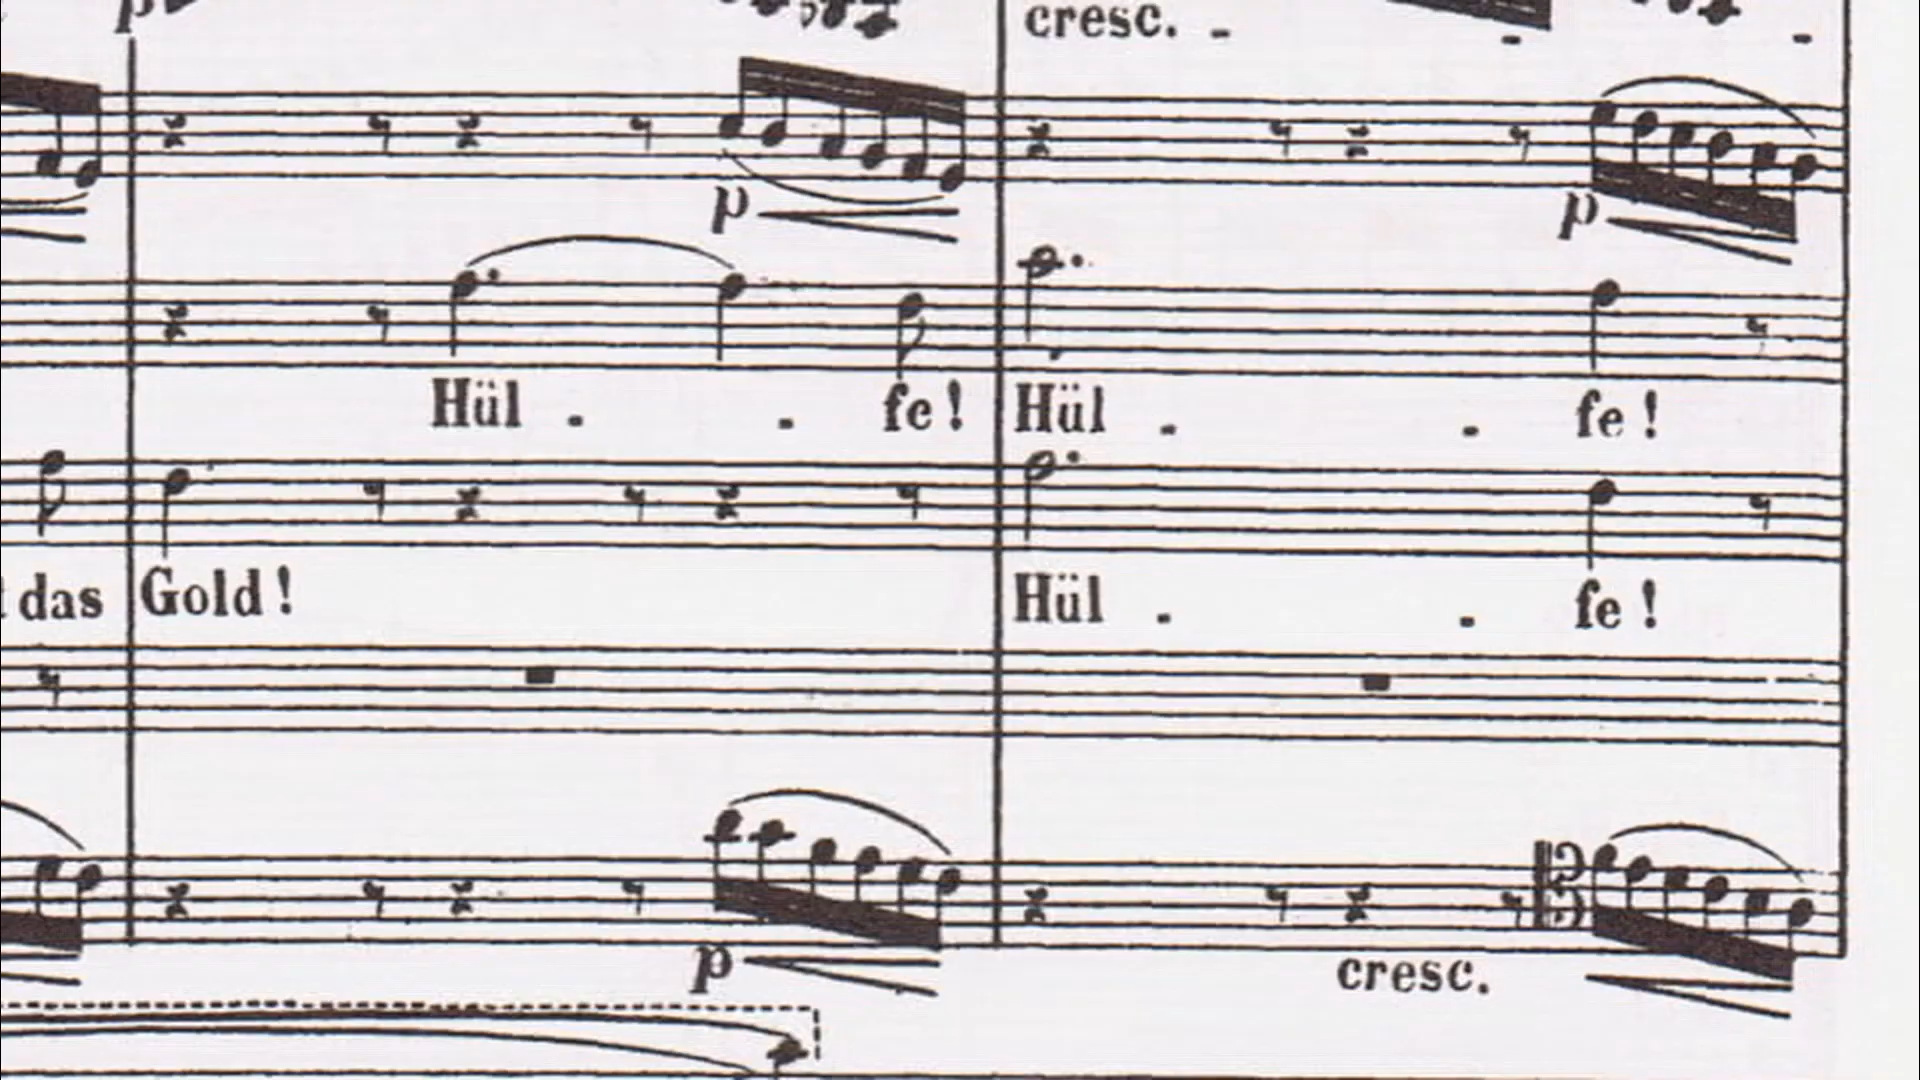 p
cresc. - - -
p p
Hül - - fe! Hül - - fe!
das Gold! Hül - - fe!
p cresc.